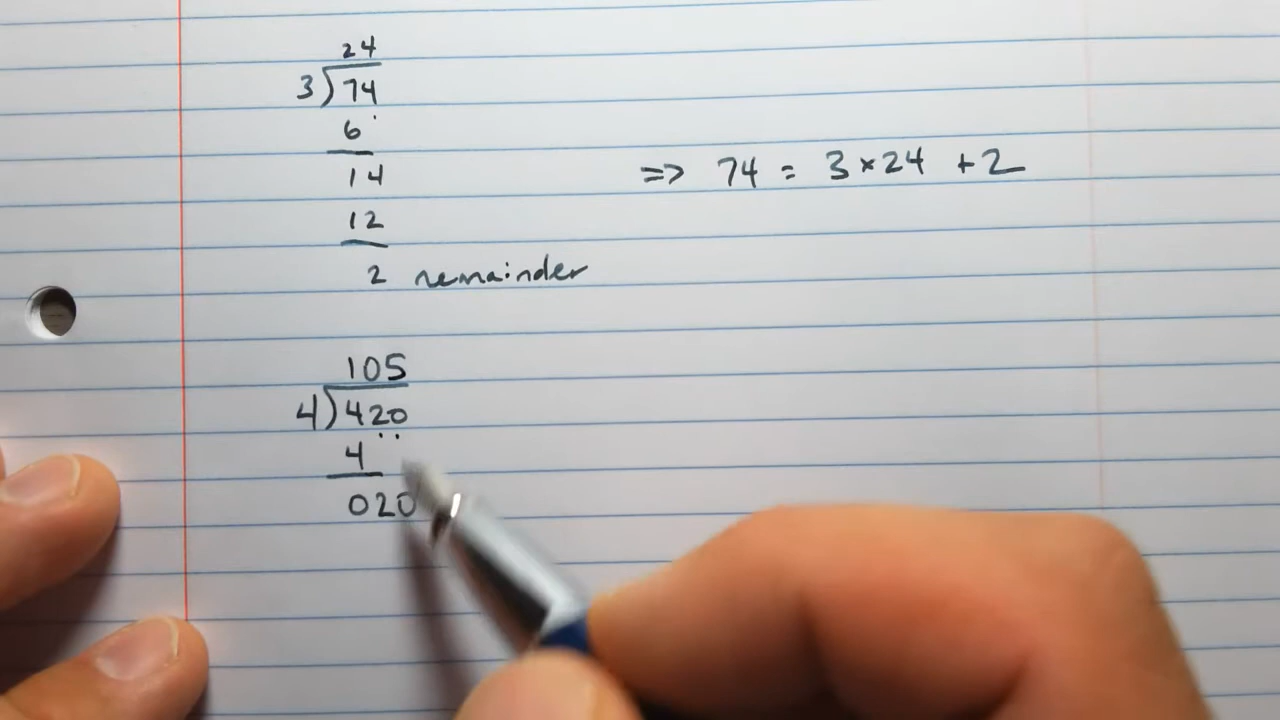 24
3 ) 74
6
14
=> 74 = 3 × 24 + 2
12
2 remainder
105
4 ) 420
4
020